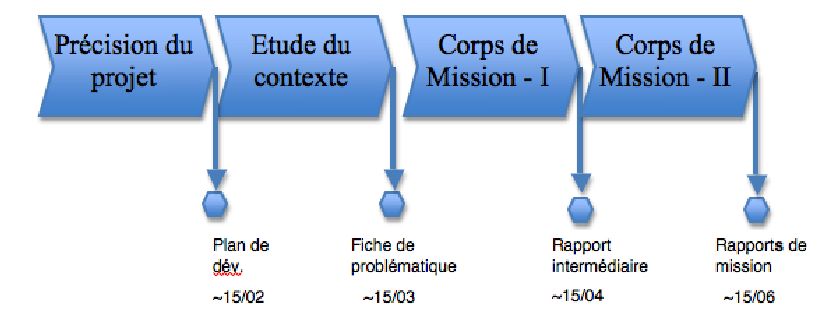 Précision du
projet
Etude du
contexte
Corps de
Mission - I
Corps de
Mission - II
Plan de
dév.
~15/02
Fiche de
problématique
~15/03
Rapport
intermédiaire
~15/04
Rapports de
mission
~15/06